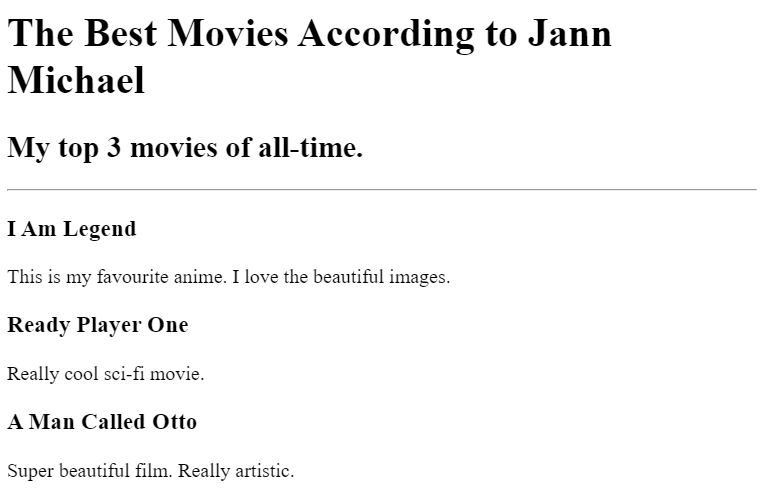 The Best Movies According to Jann
Michael
My top 3 movies of all-time.
I Am Legend
This is my favourite anime. I love the beautiful images.
Ready Player One
Really cool sci-fi movie.
A Man Called Otto
Super beautiful film. Really artistic.